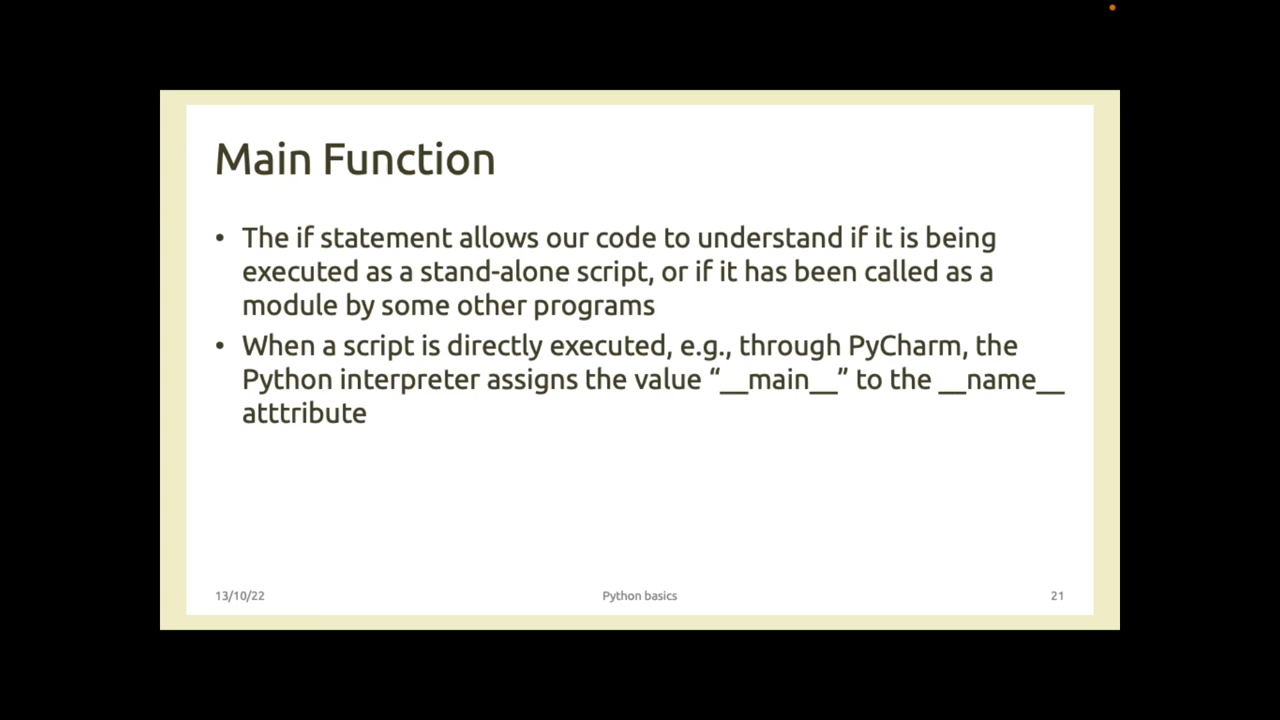 Main Function
• The if statement allows our code to understand if it is being
executed as a stand-alone script, or if it has been called as a
module by some other programs
• When a script is directly executed, e.g., through PyCharm, the
Python interpreter assigns the value “__main__” to the __name__
atttribute
13/10/22
Python basics
21